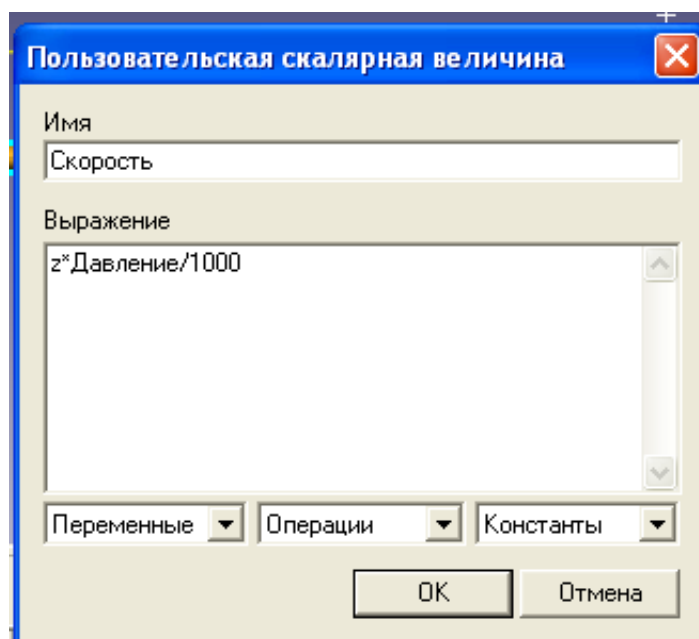 Пользовательская скалярная величина
Имя
Скорость
Выражение
z*Давление/1000
Переменные Операции Константы
OK Отмена